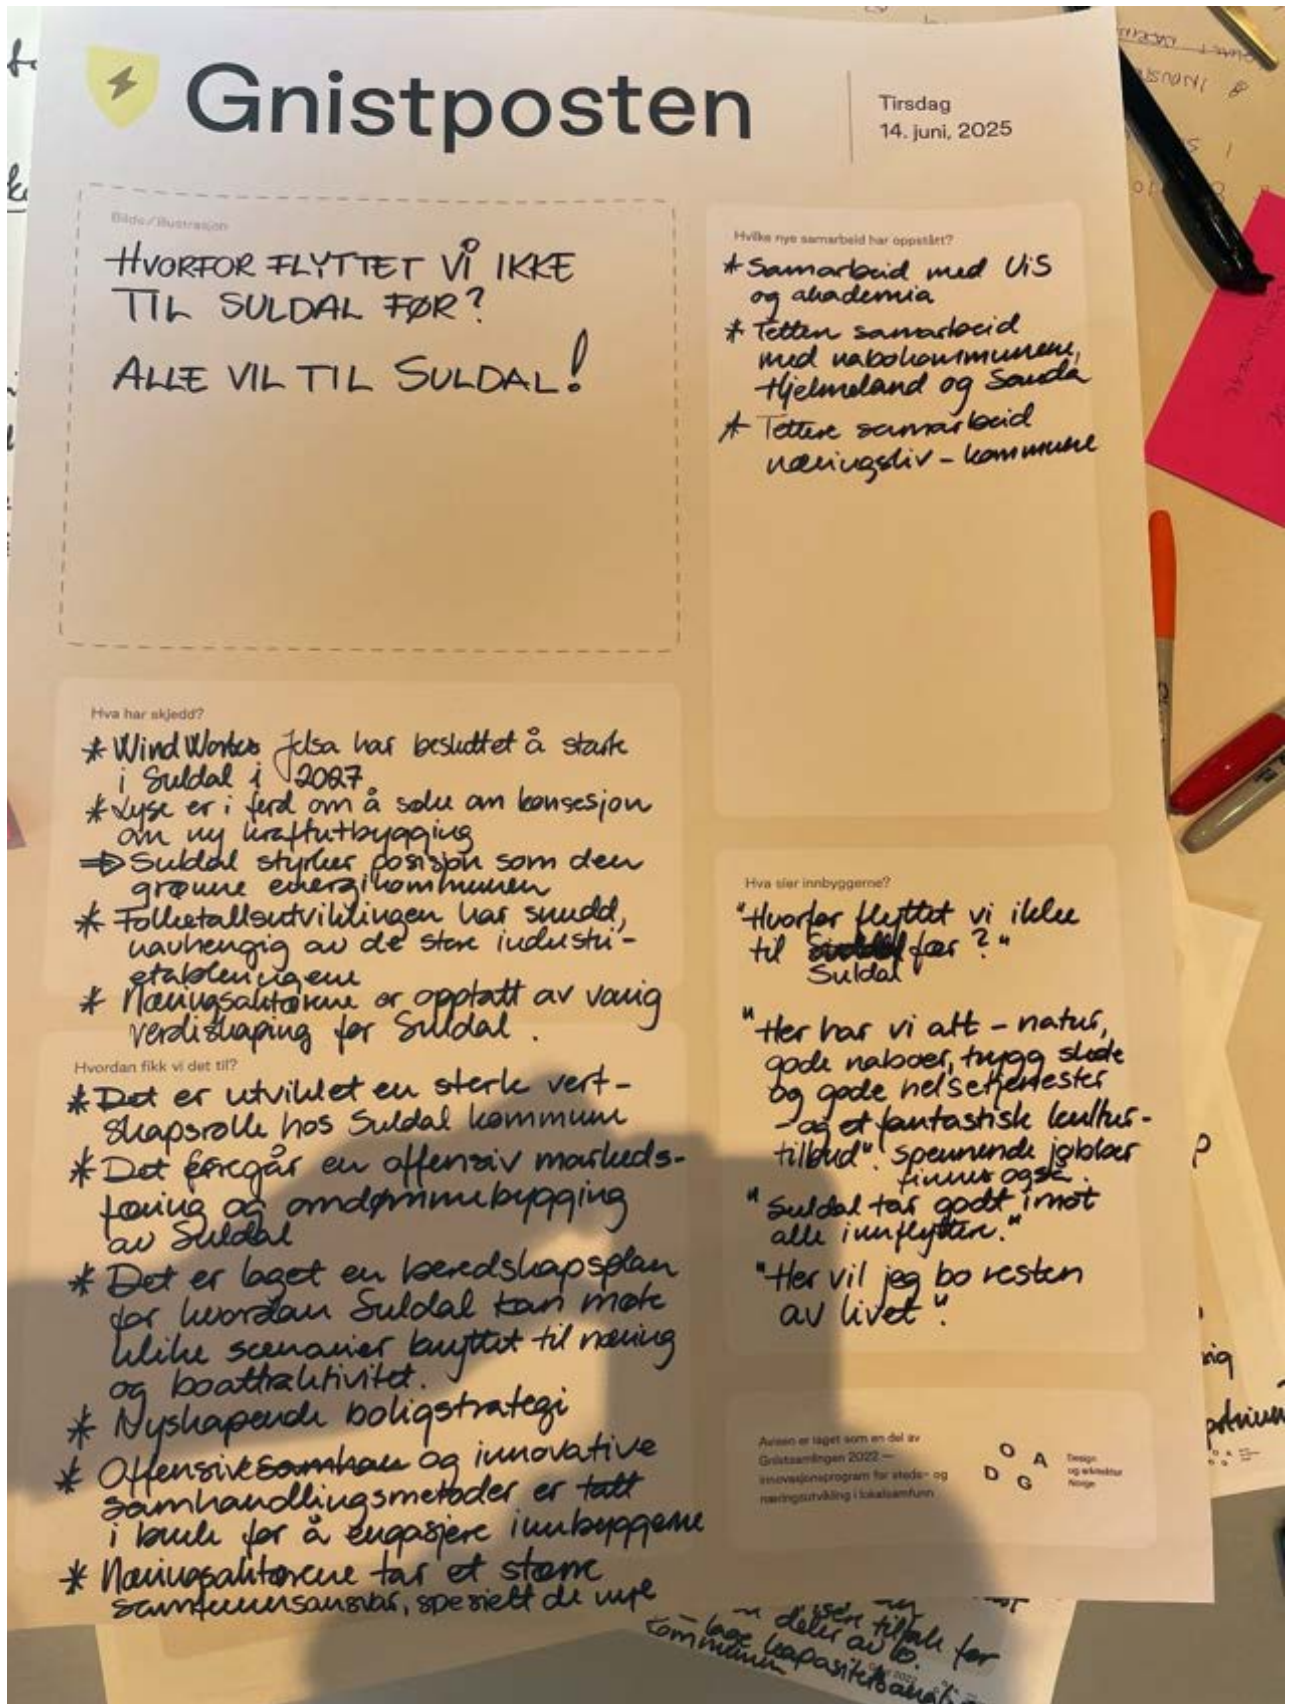 Gnistposten
Tirsdag
14. juni, 2025
Bilde/illustrasjon
HVORFOR FLYTTET VI IKKE
TIL SULDAL FØR?
ALLE VIL TIL SULDAL!
Hvilke nye samarbeid har oppstått?
* Samarbeid med UiS
og akademia
* Tettere samarbeid
med nabokommunene,
Hjelmeland og Sauda
* Tettere samarbeid
næringsliv - kommune
Hva har skjedd?
* WindWorks Jelsa har besluttet å starte
i Suldal i 2027
* Lyse er i ferd om å søke om konsesjon
om ny kraftutbygging
⇒ Suldal styrker posisjon som den
grønne energikommunen
* Folketallsutviklingen har snudd,
uavhengig av de store industri-
etableringene
* Næringsaktørene er opptatt av varig
verdiskaping for Suldal.
Hvordan fikk vi det til?
* Det er utviklet en sterk vert-
skapsrolle hos Suldal kommune
* Det foregår en offensiv markeds-
føring og omdømmebygging
av Suldal
* Det er laget en beredskapsplan
for hvordan Suldal kan møte
ulike scenarier knyttet til næring
og boattraktivitet.
* Nyskapende boligstrategi
* Offensive og innovative
samhandlingsmetoder er tatt
i bruk for å engasjere innbyggerne
* Næringsaktørene tar et større
samfunnsansvar, spesielt de nye
Hva sier innbyggerne?
"Hvorfor flyttet vi ikke
til før?"
Suldal
"Her har vi alt - natur,
gode naboer, trygg skole
og gode helsetjenester
- og et fantastisk kultur-
tilbud". spennende jobber
finnes også.
"Suldal tar godt imot
alle innflyttere."
"Her vil jeg bo resten
av livet".
Avisen er laget som en del av
Gnistsamlingen 2022 —
innovasjonsprogram for steds- og
næringsutvikling i lokalsamfunn
D O G A
Design
og arkitektur
Norge
tiltak for
deler av
lage kapasitets
kommunen